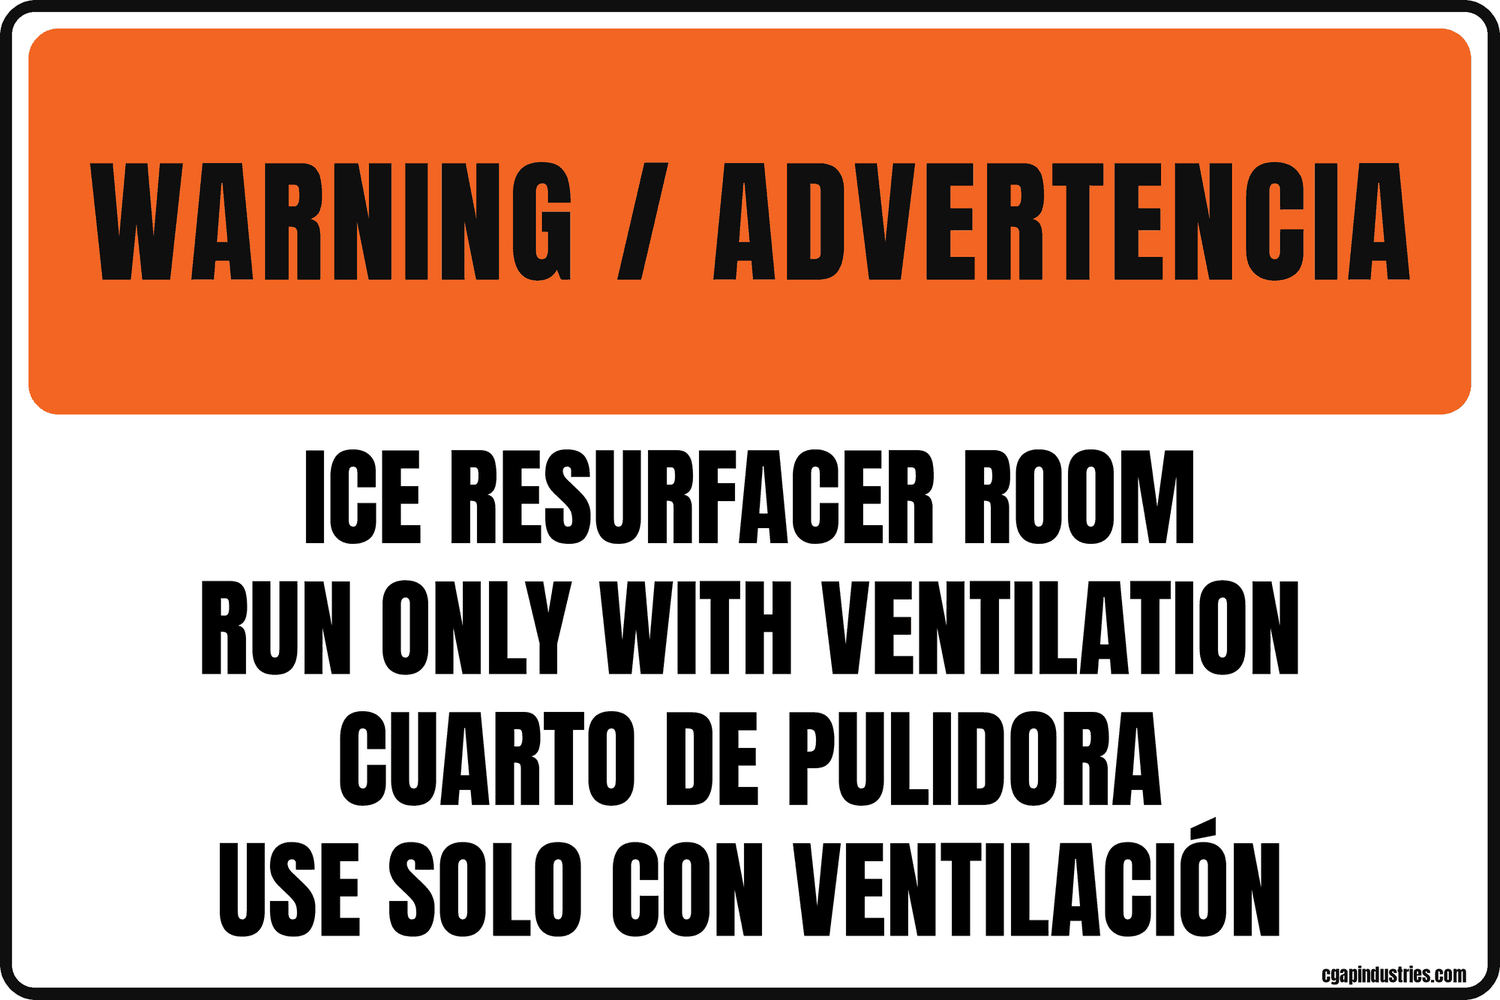 WARNING / ADVERTENCIA
ICE RESURFACER ROOM
RUN ONLY WITH VENTILATION
CUARTO DE PULIDORA
USE SOLO CON VENTILACIÓN
cgapindustries.com